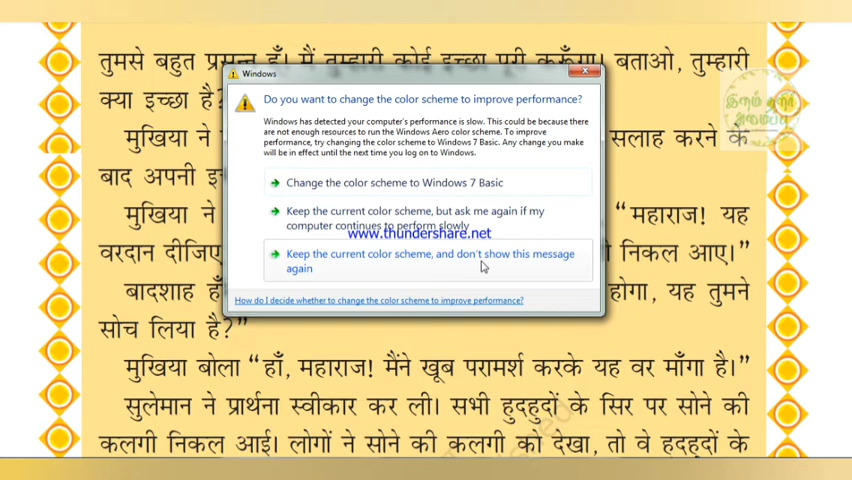 तुमसे बहुत प्रसन्न हूँ। मैं तुम्हारी कोई इच्छा पूरी करूँगा। बताओ, तुम्हारी
क्या इच्छा है?
मुखिया ने सलाह करने के
बाद अपनी
मुखिया ने “महाराज! यह
वरदान दीजिए निकल आए।”
बादशाह होगा, यह तुमने
सोच लिया है?”
मुखिया बोला “हाँ, महाराज! मैंने खूब परामर्श करके यह वर माँगा है।”
सुलेमान ने प्रार्थना स्वीकार कर ली। सभी हुदहुदों के सिर पर सोने की
कलगी निकल आई। लोगों ने सोने की कलगी को देखा, तो वे हुदहुदों के
Windows
Do you want to change the color scheme to improve performance?
Windows has detected your computer's performance is slow. This could be because there
are not enough resources to run the Windows Aero color scheme. To improve
performance, try changing the color scheme to Windows 7 Basic. Any change you make
will be in effect until the next time you log on to Windows.
Change the color scheme to Windows 7 Basic
Keep the current color scheme, but ask me again if my
computer continues to perform slowly
www.thundershare.net
Keep the current color scheme, and don't show this message
again
How do I decide whether to change the color scheme to improve performance?